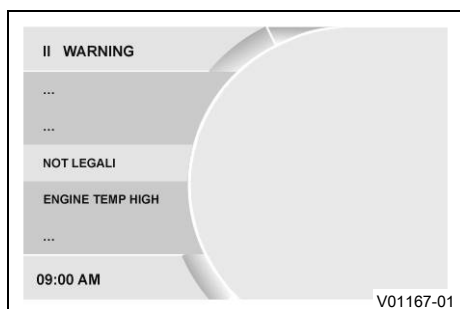 II WARNING
...
...
NOT LEGALI
ENGINE TEMP HIGH
...
09:00 AM
V01167-01